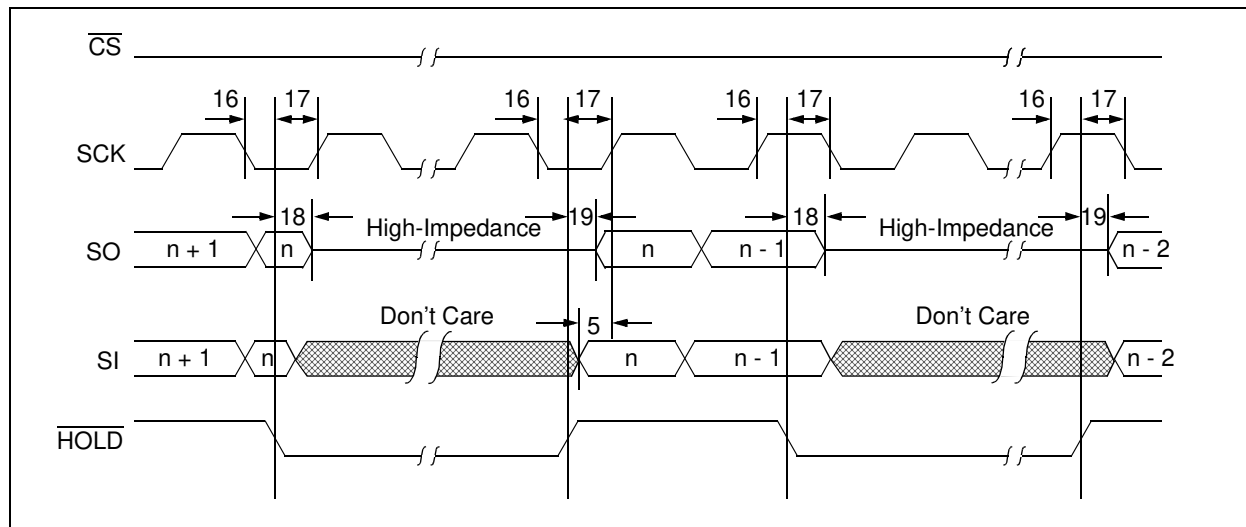 CS
16 17 16 17 16 17 16 17
SCK
18 High-Impedance 19 18 High-Impedance 19
SO n + 1 n n n - 1 n - 2
Don't Care 5 Don't Care
SI n + 1 n n n - 1 n - 2
HOLD